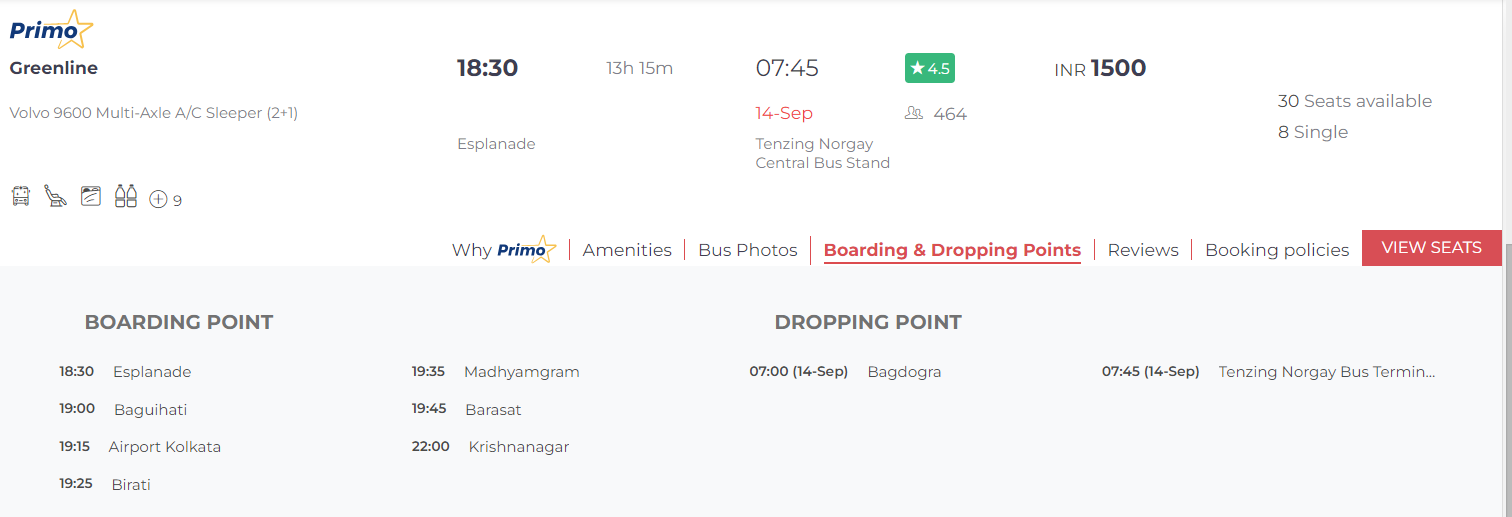 Primo
Greenline
18:30
13h 15m
07:45
4.5
INR 1500
Volvo 9600 Multi-Axle A/C Sleeper (2+1)
14-Sep
464
30 Seats available
8 Single
Esplanade
Tenzing Norgay
Central Bus Stand
9
Why Primo
Amenities
Bus Photos
Boarding & Dropping Points
Reviews
Booking policies
VIEW SEATS
BOARDING POINT
18:30 Esplanade
19:00 Baguihati
19:15 Airport Kolkata
19:25 Birati
19:35 Madhyamgram
19:45 Barasat
22:00 Krishnanagar
DROPPING POINT
07:00 (14-Sep) Bagdogra
07:45 (14-Sep) Tenzing Norgay Bus Termin...